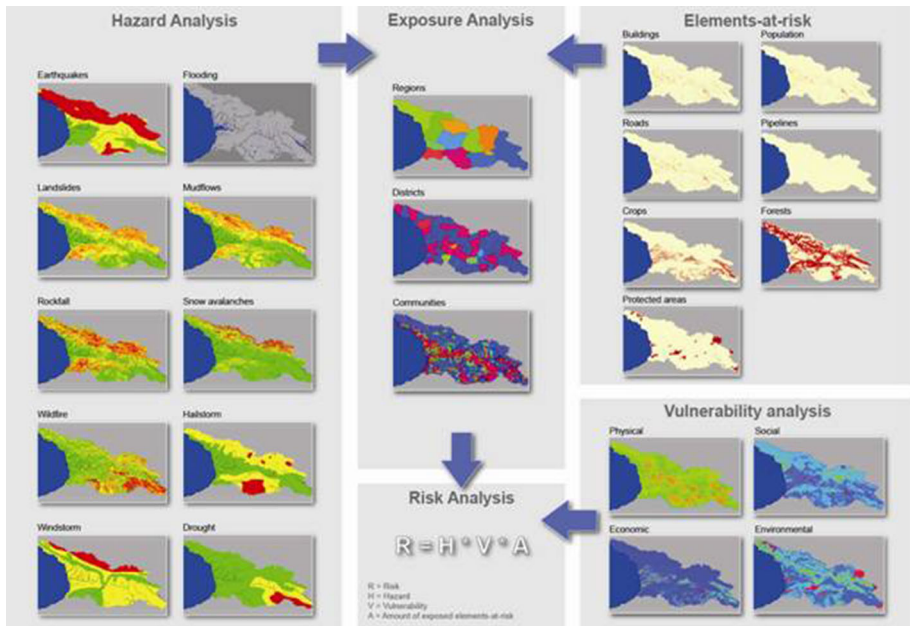 Hazard Analysis
Earthquakes
Flooding
Landslides
Mudflows
Rockfall
Snow avalanches
Wildfire
Hailstorm
Windstorm
Drought
Exposure Analysis
Regions
Districts
Communities
Elements-at-risk
Buildings
Population
Roads
Pipelines
Crops
Forests
Protected areas
Vulnerability analysis
Physical
Social
Economic
Environmental
Risk Analysis
R = H * V * A
R = Risk
H = Hazard
V = Vulnerability
A = Amount of exposed elements at-risk